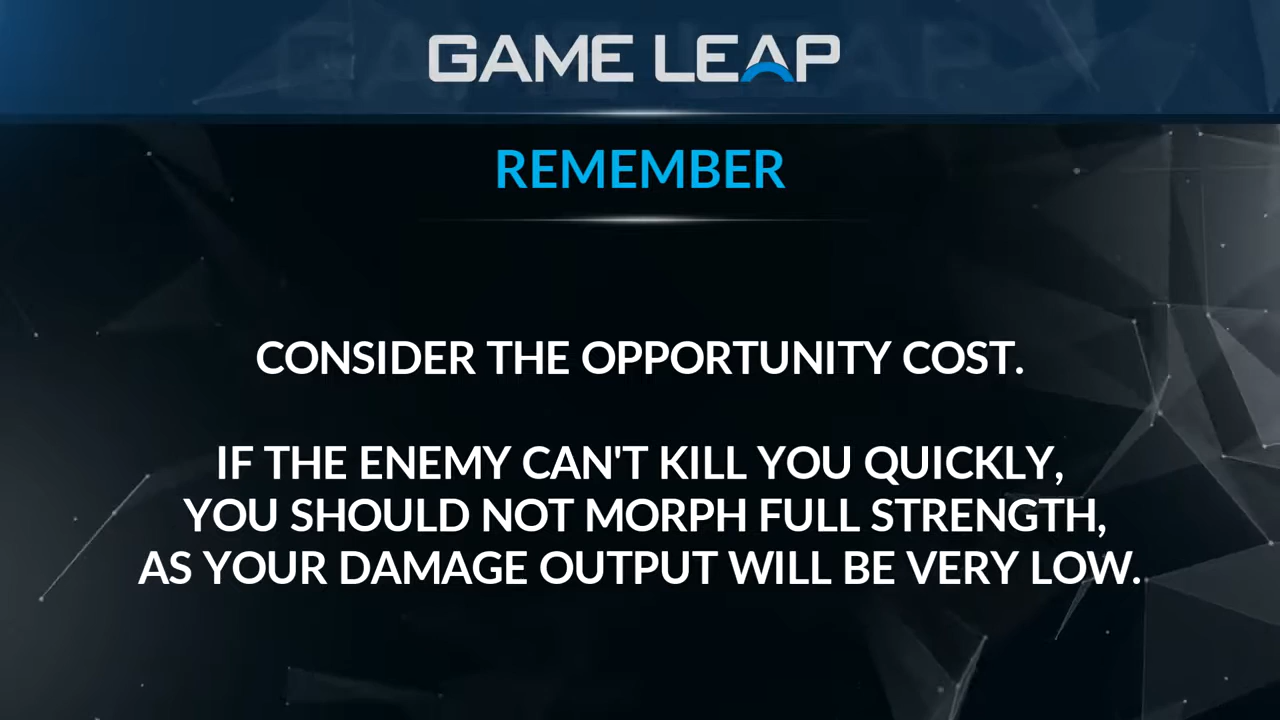 GAME LEAP
REMEMBER
CONSIDER THE OPPORTUNITY COST.
IF THE ENEMY CAN'T KILL YOU QUICKLY,
YOU SHOULD NOT MORPH FULL STRENGTH,
AS YOUR DAMAGE OUTPUT WILL BE VERY LOW.